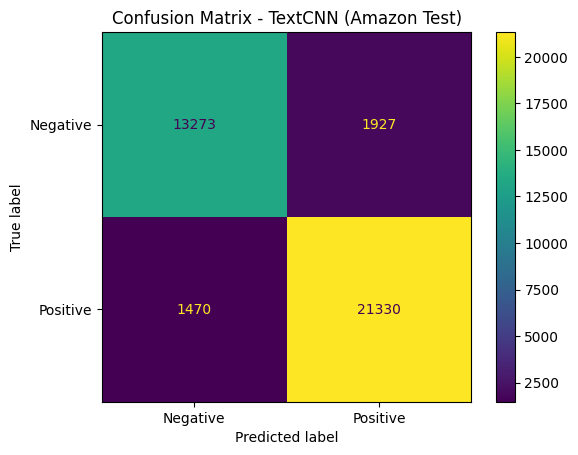 Confusion Matrix - TextCNN (Amazon Test)
Negative
13273
1927
Positive
1470
21330
Negative
Positive
Predicted label
True label
20000
17500
15000
12500
10000
7500
5000
2500